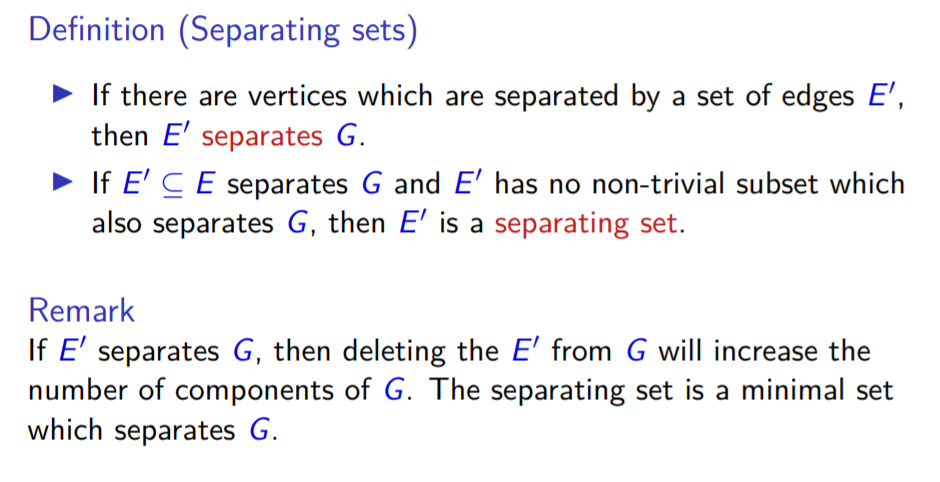 Definition (Separating sets)
▶ If there are vertices which are separated by a set of edges E′,
then E′ separates G.
▶ If E′ ⊆ E separates G and E′ has no non-trivial subset which
also separates G, then E′ is a separating set.
Remark
If E′ separates G, then deleting the E′ from G will increase the
number of components of G. The separating set is a minimal set
which separates G.